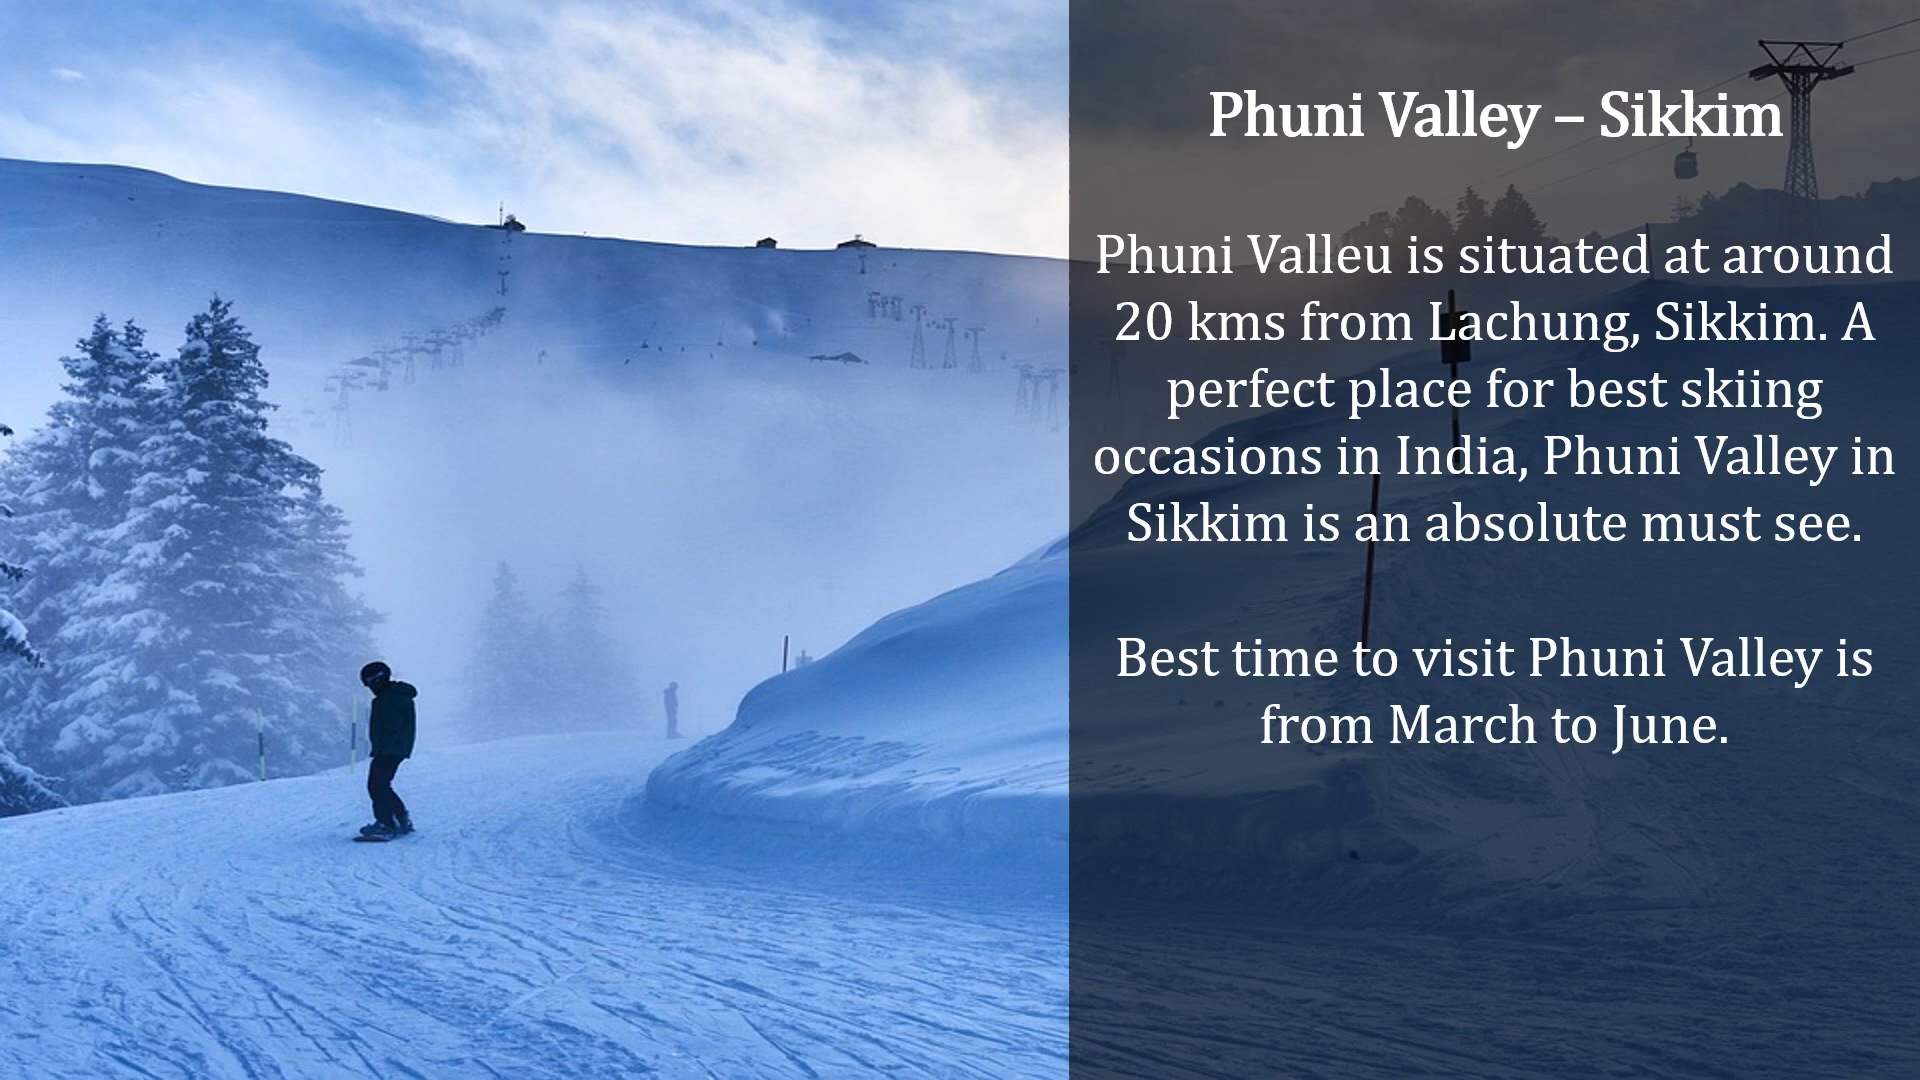 Phuni Valley – Sikkim
Phuni Valleu is situated at around
20 kms from Lachung, Sikkim. A
perfect place for best skiing
occasions in India, Phuni Valley in
Sikkim is an absolute must see.
Best time to visit Phuni Valley is
from March to June.